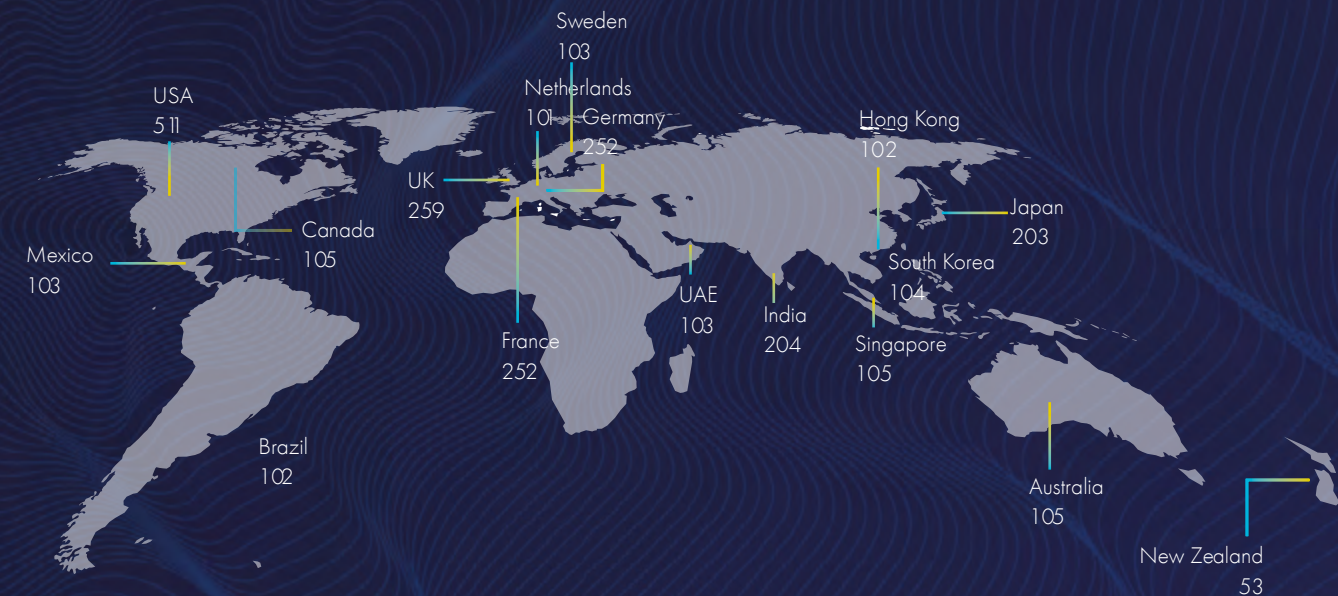 Sweden
103
Netherlands
101
Germany
252
USA
511
Hong Kong
102
UK
259
Canada
105
Japan
203
Mexico
103
South Korea
104
UAE
103
India
204
France
252
Singapore
105
Brazil
102
Australia
105
New Zealand
53